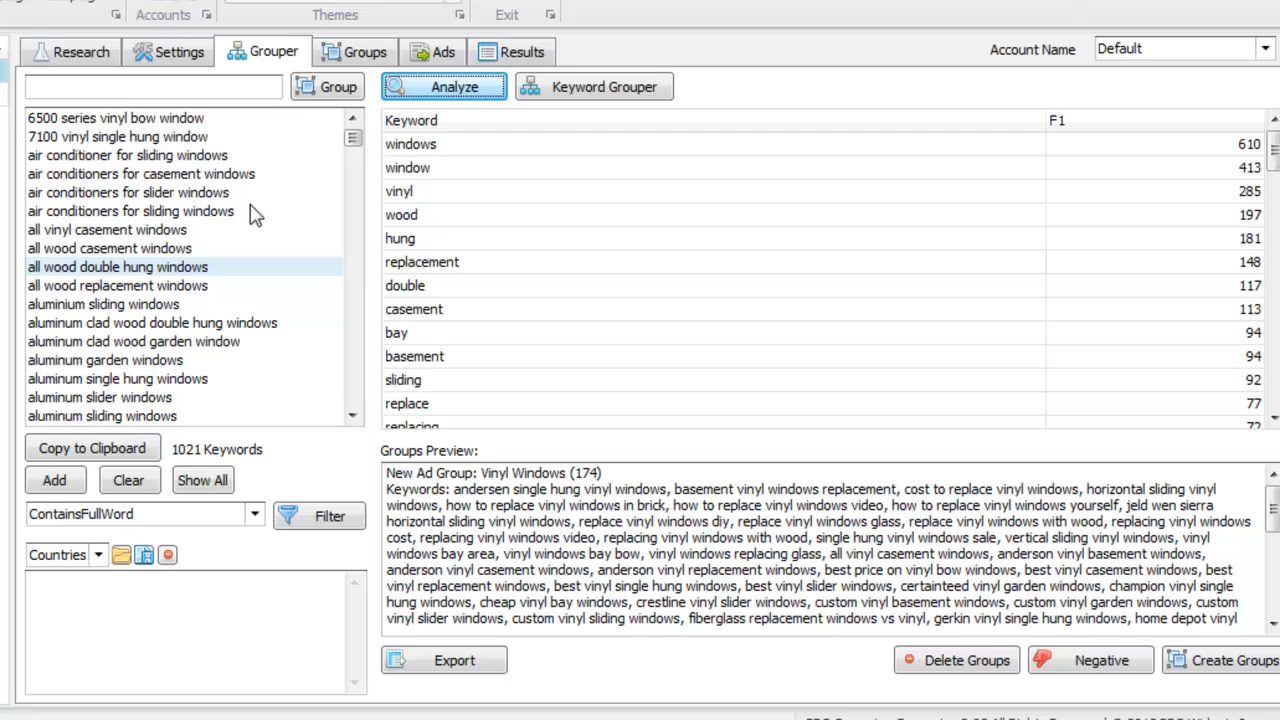 Accounts Themes Exit
Research Settings Grouper Groups Ads Results Account Name Default
Group Analyze Keyword Grouper
6500 series vinyl bow window
7100 vinyl single hung window
air conditioner for sliding windows
air conditioners for casement windows
air conditioners for slider windows
air conditioners for sliding windows
all vinyl casement windows
all wood casement windows
all wood double hung windows
all wood replacement windows
aluminium sliding windows
aluminum clad wood double hung windows
aluminum clad wood garden window
aluminum garden windows
aluminum single hung windows
aluminum slider windows
aluminum sliding windows
Copy to Clipboard 1021 Keywords
Add Clear Show All
ContainsFullWord Filter
Countries
Keyword F1
windows 610
window 413
vinyl 285
wood 197
hung 181
replacement 148
double 117
casement 113
bay 94
basement 94
sliding 92
replace 77
replacing 72
Groups Preview:
New Ad Group: Vinyl Windows (174)
Keywords: andersen single hung vinyl windows, basement vinyl windows replacement, cost to replace vinyl windows, horizontal sliding vinyl
windows, how to replace vinyl windows in brick, how to replace vinyl windows video, how to replace vinyl windows yourself, jeld wen sierra
horizontal sliding vinyl windows, replace vinyl windows diy, replace vinyl windows glass, replace vinyl windows with wood, replacing vinyl windows
cost, replacing vinyl windows video, replacing vinyl windows with wood, single hung vinyl windows sale, vertical sliding vinyl windows, vinyl
windows bay area, vinyl windows bay bow, vinyl windows replacing glass, all vinyl casement windows, anderson vinyl basement windows,
anderson vinyl casement windows, anderson vinyl replacement windows, best price on vinyl bow windows, best vinyl casement windows, best
vinyl replacement windows, best vinyl single hung windows, best vinyl slider windows, certainteed vinyl garden windows, champion vinyl single
hung windows, cheap vinyl bay windows, crestline vinyl slider windows, custom vinyl basement windows, custom vinyl garden windows, custom
vinyl slider windows, custom vinyl sliding windows, fiberglass replacement windows vs vinyl, gerkin vinyl single hung windows, home depot vinyl
Export Delete Groups Negative Create Groups